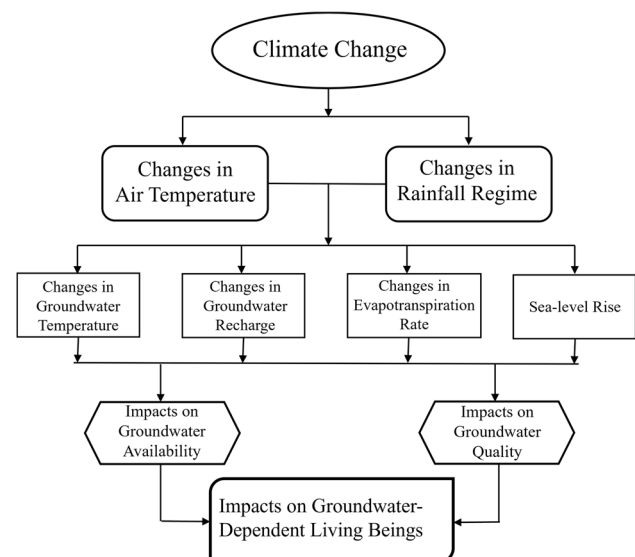 Climate Change
Changes in
Air Temperature
Changes in
Rainfall Regime
Changes in
Groundwater
Temperature
Changes in
Groundwater
Recharge
Changes in
Evapotranspiration
Rate
Sea-level Rise
Impacts on
Groundwater
Availability
Impacts on
Groundwater
Quality
Impacts on Groundwater-
Dependent Living Beings